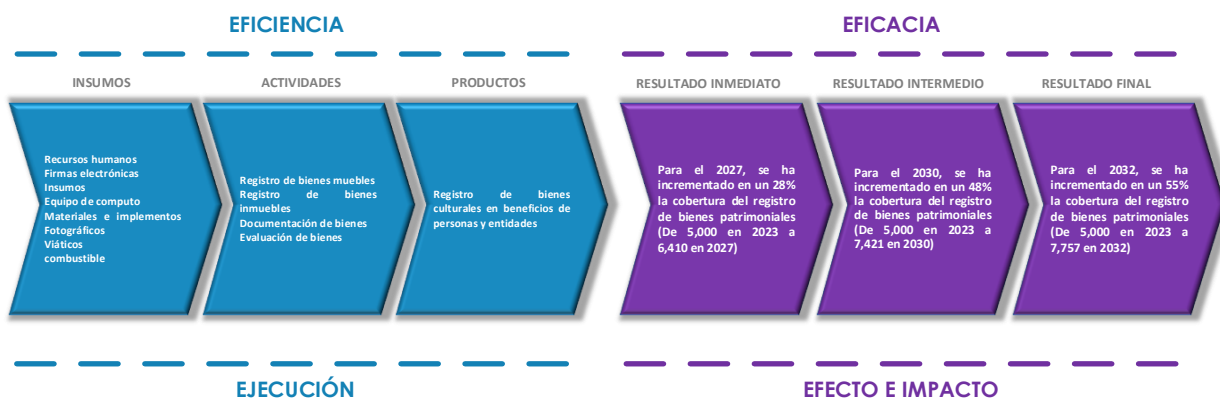 EFICIENCIA
EFICACIA
INSUMOS
ACTIVIDADES
PRODUCTOS
RESULTADO INMEDIATO
RESULTADO INTERMEDIO
RESULTADO FINAL
Recursos humanos
Firmas electrónicas
Insumos
Equipo de computo
Materiales e implementos
Fotográficos
Viáticos
combustible
Registro de bienes muebles
Registro de bienes
inmuebles
Documentación de bienes
Evaluación de bienes
Registro de bienes
culturales en beneficios de
personas y entidades
Para el 2027, se ha
incrementado en un 28%
la cobertura del registro
de bienes patrimoniales
(De 5,000 en 2023 a
6,410 en 2027)
Para el 2030, se ha
incrementado en un 48%
la cobertura del registro
de bienes patrimoniales
(De 5,000 en 2023 a
7,421 en 2030)
Para el 2032, se ha
incrementado en un 55%
la cobertura del registro
de bienes patrimoniales
(De 5,000 en 2023 a
7,757 en 2032)
EJECUCIÓN
EFECTO E IMPACTO